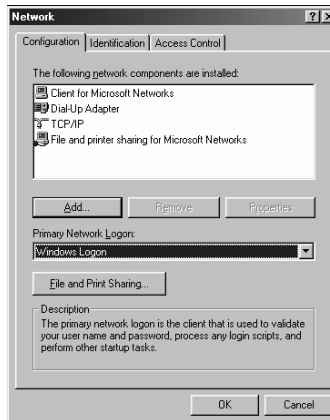 Network
Configuration Identification Access Control
The following network components are installed:
Client for Microsoft Networks
Dial-Up Adapter
TCP/IP
File and printer sharing for Microsoft Networks
Add... Remove Properties
Primary Network Logon:
Windows Logon
File and Print Sharing...
Description
The primary network logon is the client that is used to validate
your user name and password, process any login scripts, and
perform other startup tasks.
OK Cancel